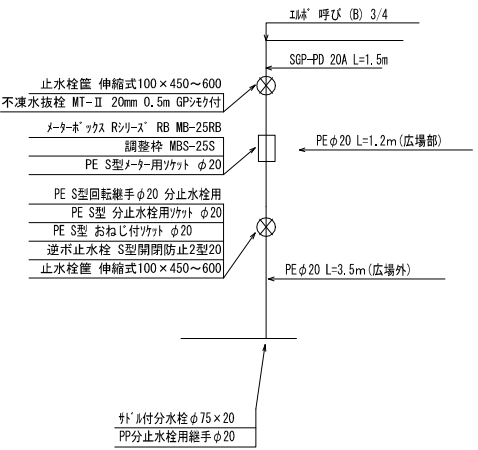 エルボ 呼び (B) 3/4
SGP-PD 20A L=1.5m
止水栓筐 伸縮式100×450～600
不凍水抜栓 MT-Ⅱ 20mm 0.5m GPシモク付
メーターボックス Rシリーズ RB MB-25RB
調整枠 MBS-25S
PE S型メーター用ソケット φ20
PEφ20 L=1.2m(広場部)
PE S型回転継手φ20 分止水栓用
PE S型 分止水栓用ソケット φ20
PE S型 おねじ付ソケット φ20
逆ボ止水栓 S型開閉防止2型20
止水栓筐 伸縮式100×450～600
PEφ20 L=3.5m(広場外)
サドル付分水栓φ75×20
PP分止水栓用継手φ20